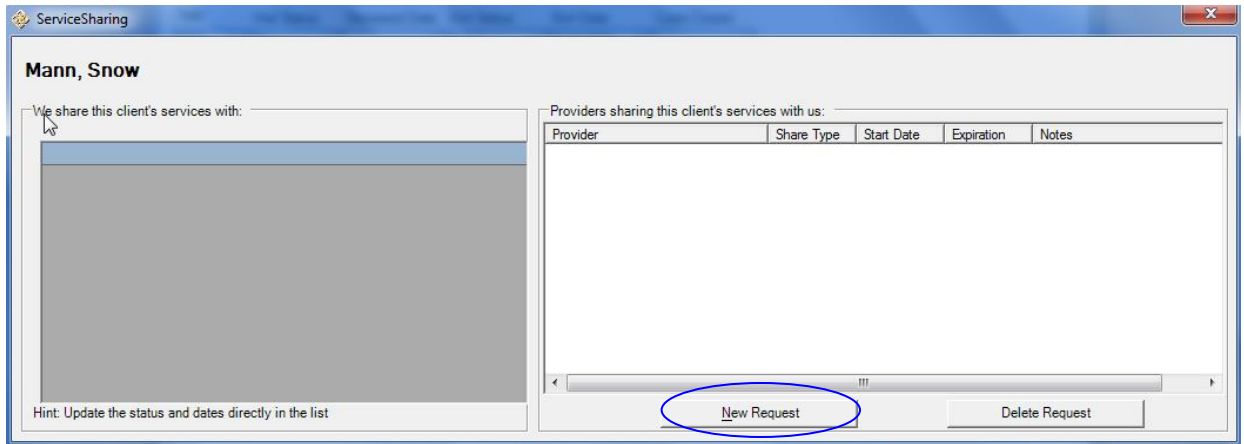 ServiceSharing
Mann, Snow
We share this client's services with:
Hint: Update the status and dates directly in the list
Providers sharing this client's services with us:
Provider Share Type Start Date Expiration Notes
New Request Delete Request